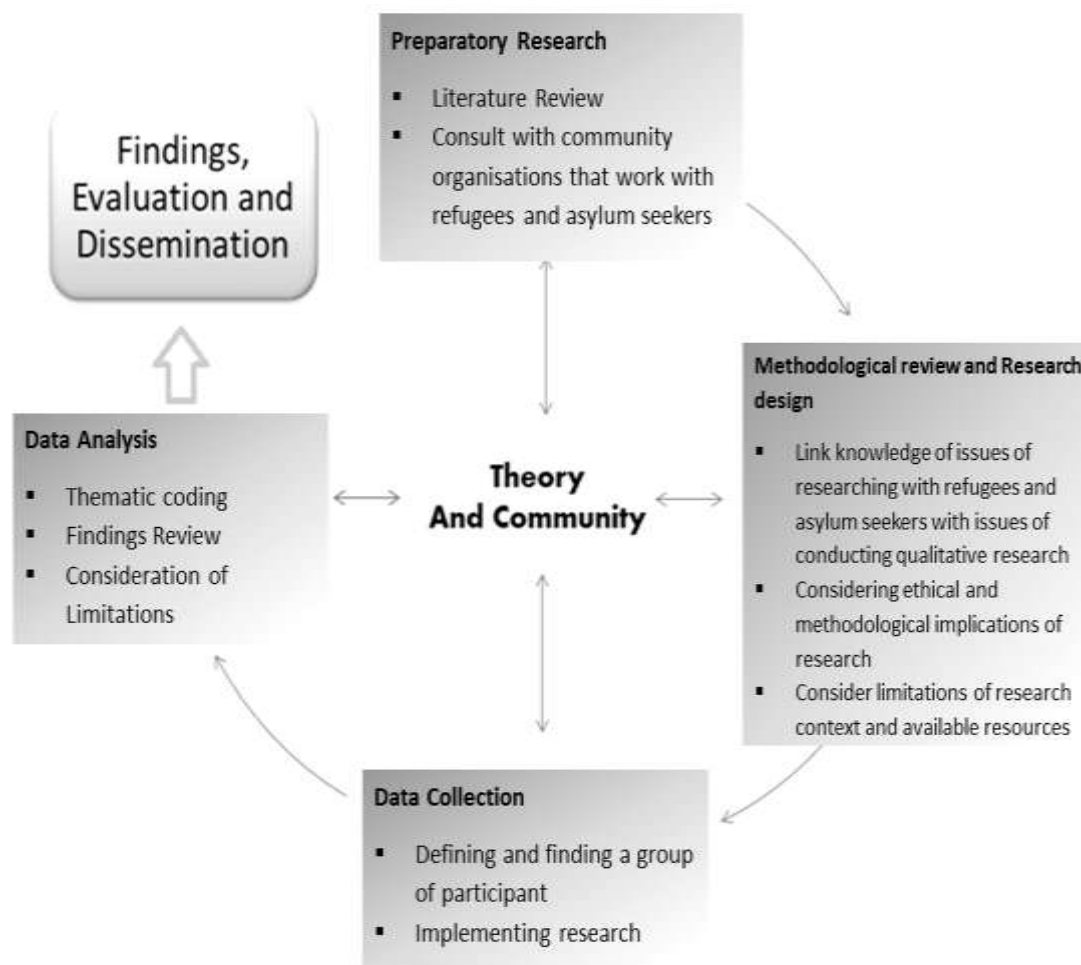 Preparatory Research
▪ Literature Review
▪ Consult with community
organisations that work with
refugees and asylum seekers
Findings,
Evaluation and
Dissemination
Methodological review and Research
design
▪ Link knowledge of issues of
researching with refugees and
asylum seekers with issues of
conducting qualitative research
▪ Considering ethical and
methodological implications of
research
▪ Consider limitations of research
context and available resources
Data Analysis
▪ Thematic coding
▪ Findings Review
▪ Consideration of
Limitations
Theory
And Community
Data Collection
▪ Defining and finding a group
of participant
▪ Implementing research